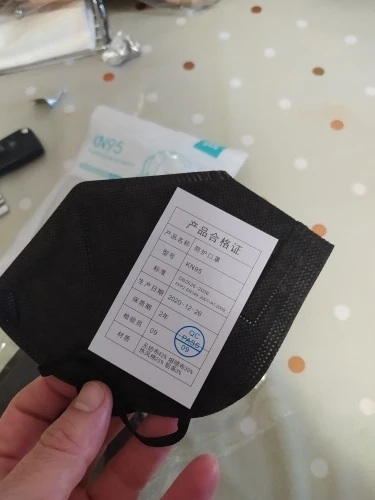 KN95
产品合格证
产品名称 防护口罩
型号 KN95
标准
生产日期 2020.12.26
保质期 2年
检验员 09
QC
PASS
09
材质